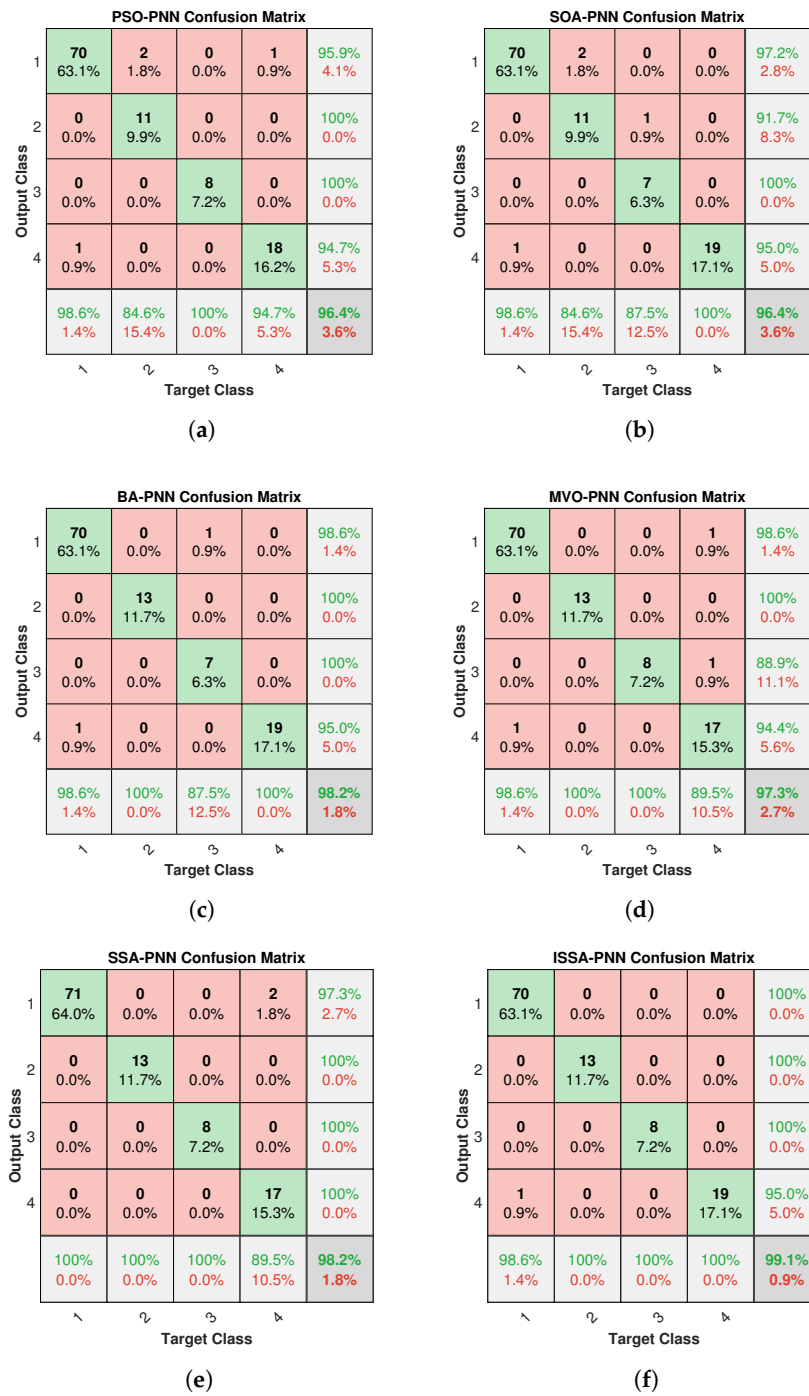 PSO-PNN Confusion Matrix
1 70 2 0 1 95.9%
63.1% 1.8% 0.0% 0.9% 4.1%
2 0 11 0 0 100%
0.0% 9.9% 0.0% 0.0% 0.0%
3 0 0 8 0 100%
0.0% 0.0% 7.2% 0.0% 0.0%
4 1 0 0 18 94.7%
0.9% 0.0% 0.0% 16.2% 5.3%
98.6% 84.6% 100% 94.7% 96.4%
1.4% 15.4% 0.0% 5.3% 3.6%
1 2 3 4
Target Class
Output Class
(a)
SOA-PNN Confusion Matrix
1 70 2 0 0 97.2%
63.1% 1.8% 0.0% 0.0% 2.8%
2 0 11 1 0 91.7%
0.0% 9.9% 0.9% 0.0% 8.3%
3 0 0 7 0 100%
0.0% 0.0% 6.3% 0.0% 0.0%
4 1 0 0 19 95.0%
0.9% 0.0% 0.0% 17.1% 5.0%
98.6% 84.6% 87.5% 100% 96.4%
1.4% 15.4% 12.5% 0.0% 3.6%
1 2 3 4
Target Class
Output Class
(b)
BA-PNN Confusion Matrix
1 70 0 1 0 98.6%
63.1% 0.0% 0.9% 0.0% 1.4%
2 0 13 0 0 100%
0.0% 11.7% 0.0% 0.0% 0.0%
3 0 0 7 0 100%
0.0% 0.0% 6.3% 0.0% 0.0%
4 1 0 0 19 95.0%
0.9% 0.0% 0.0% 17.1% 5.0%
98.6% 100% 87.5% 100% 98.2%
1.4% 0.0% 12.5% 0.0% 1.8%
1 2 3 4
Target Class
Output Class
(c)
MVO-PNN Confusion Matrix
1 70 0 0 1 98.6%
63.1% 0.0% 0.0% 0.9% 1.4%
2 0 13 0 0 100%
0.0% 11.7% 0.0% 0.0% 0.0%
3 0 0 8 1 88.9%
0.0% 0.0% 7.2% 0.9% 11.1%
4 1 0 0 17 94.4%
0.9% 0.0% 0.0% 15.3% 5.6%
98.6% 100% 100% 89.5% 97.3%
1.4% 0.0% 0.0% 10.5% 2.7%
1 2 3 4
Target Class
Output Class
(d)
SSA-PNN Confusion Matrix
1 71 0 0 2 97.3%
64.0% 0.0% 0.0% 1.8% 2.7%
2 0 13 0 0 100%
0.0% 11.7% 0.0% 0.0% 0.0%
3 0 0 8 0 100%
0.0% 0.0% 7.2% 0.0% 0.0%
4 0 0 0 17 100%
0.0% 0.0% 0.0% 15.3% 0.0%
100% 100% 100% 89.5% 98.2%
0.0% 0.0% 0.0% 10.5% 1.8%
1 2 3 4
Target Class
Output Class
(e)
ISSA-PNN Confusion Matrix
1 70 0 0 0 100%
63.1% 0.0% 0.0% 0.0% 0.0%
2 0 13 0 0 100%
0.0% 11.7% 0.0% 0.0% 0.0%
3 0 0 8 0 100%
0.0% 0.0% 7.2% 0.0% 0.0%
4 1 0 0 19 95.0%
0.9% 0.0% 0.0% 17.1% 5.0%
98.6% 100% 100% 100% 99.1%
1.4% 0.0% 0.0% 0.0% 0.9%
1 2 3 4
Target Class
Output Class
(f)